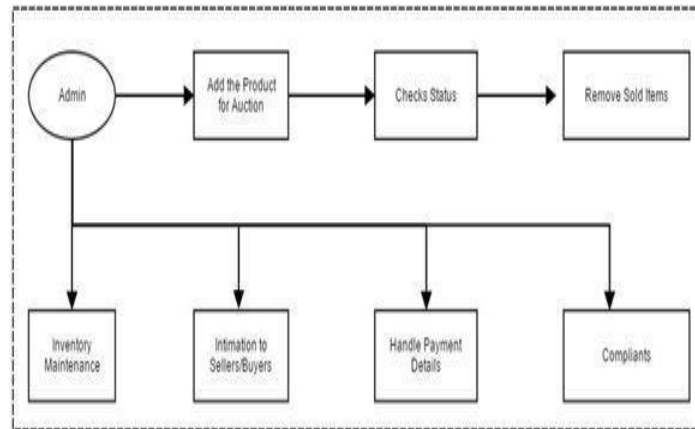 Admin
Add the Product
for Auction
Checks Status
Remove Sold Items
Inventory
Maintenance
Intimation to
Sellers/Buyers
Handle Payment
Details
Compliants